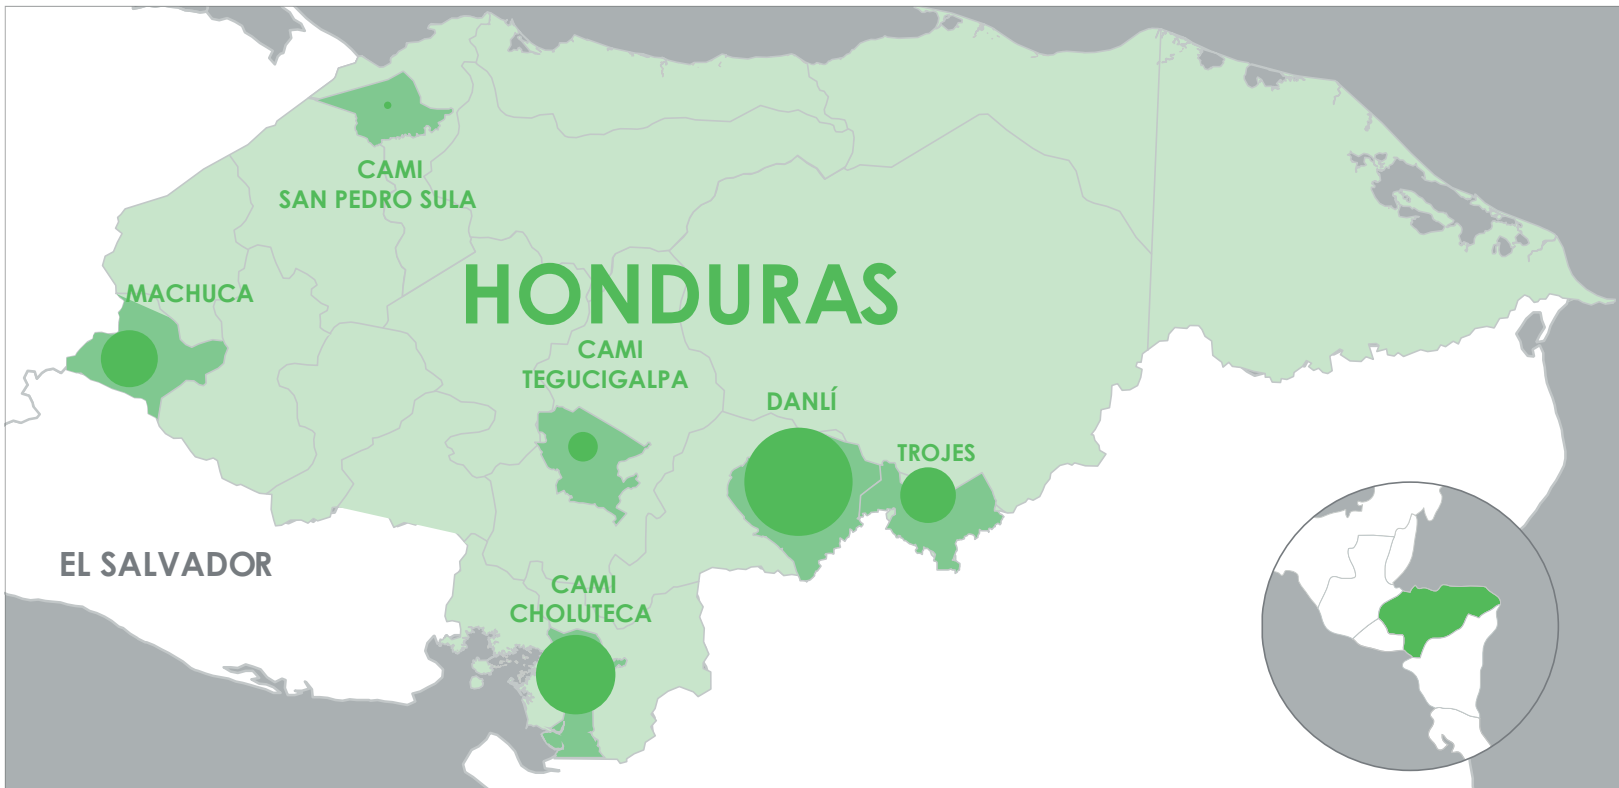 CAMI
SAN PEDRO SULA
MACHUCA
HONDURAS
CAMI
TEGUCIGALPA
DANLÍ
TROJES
EL SALVADOR
CAMI
CHOLUTECA